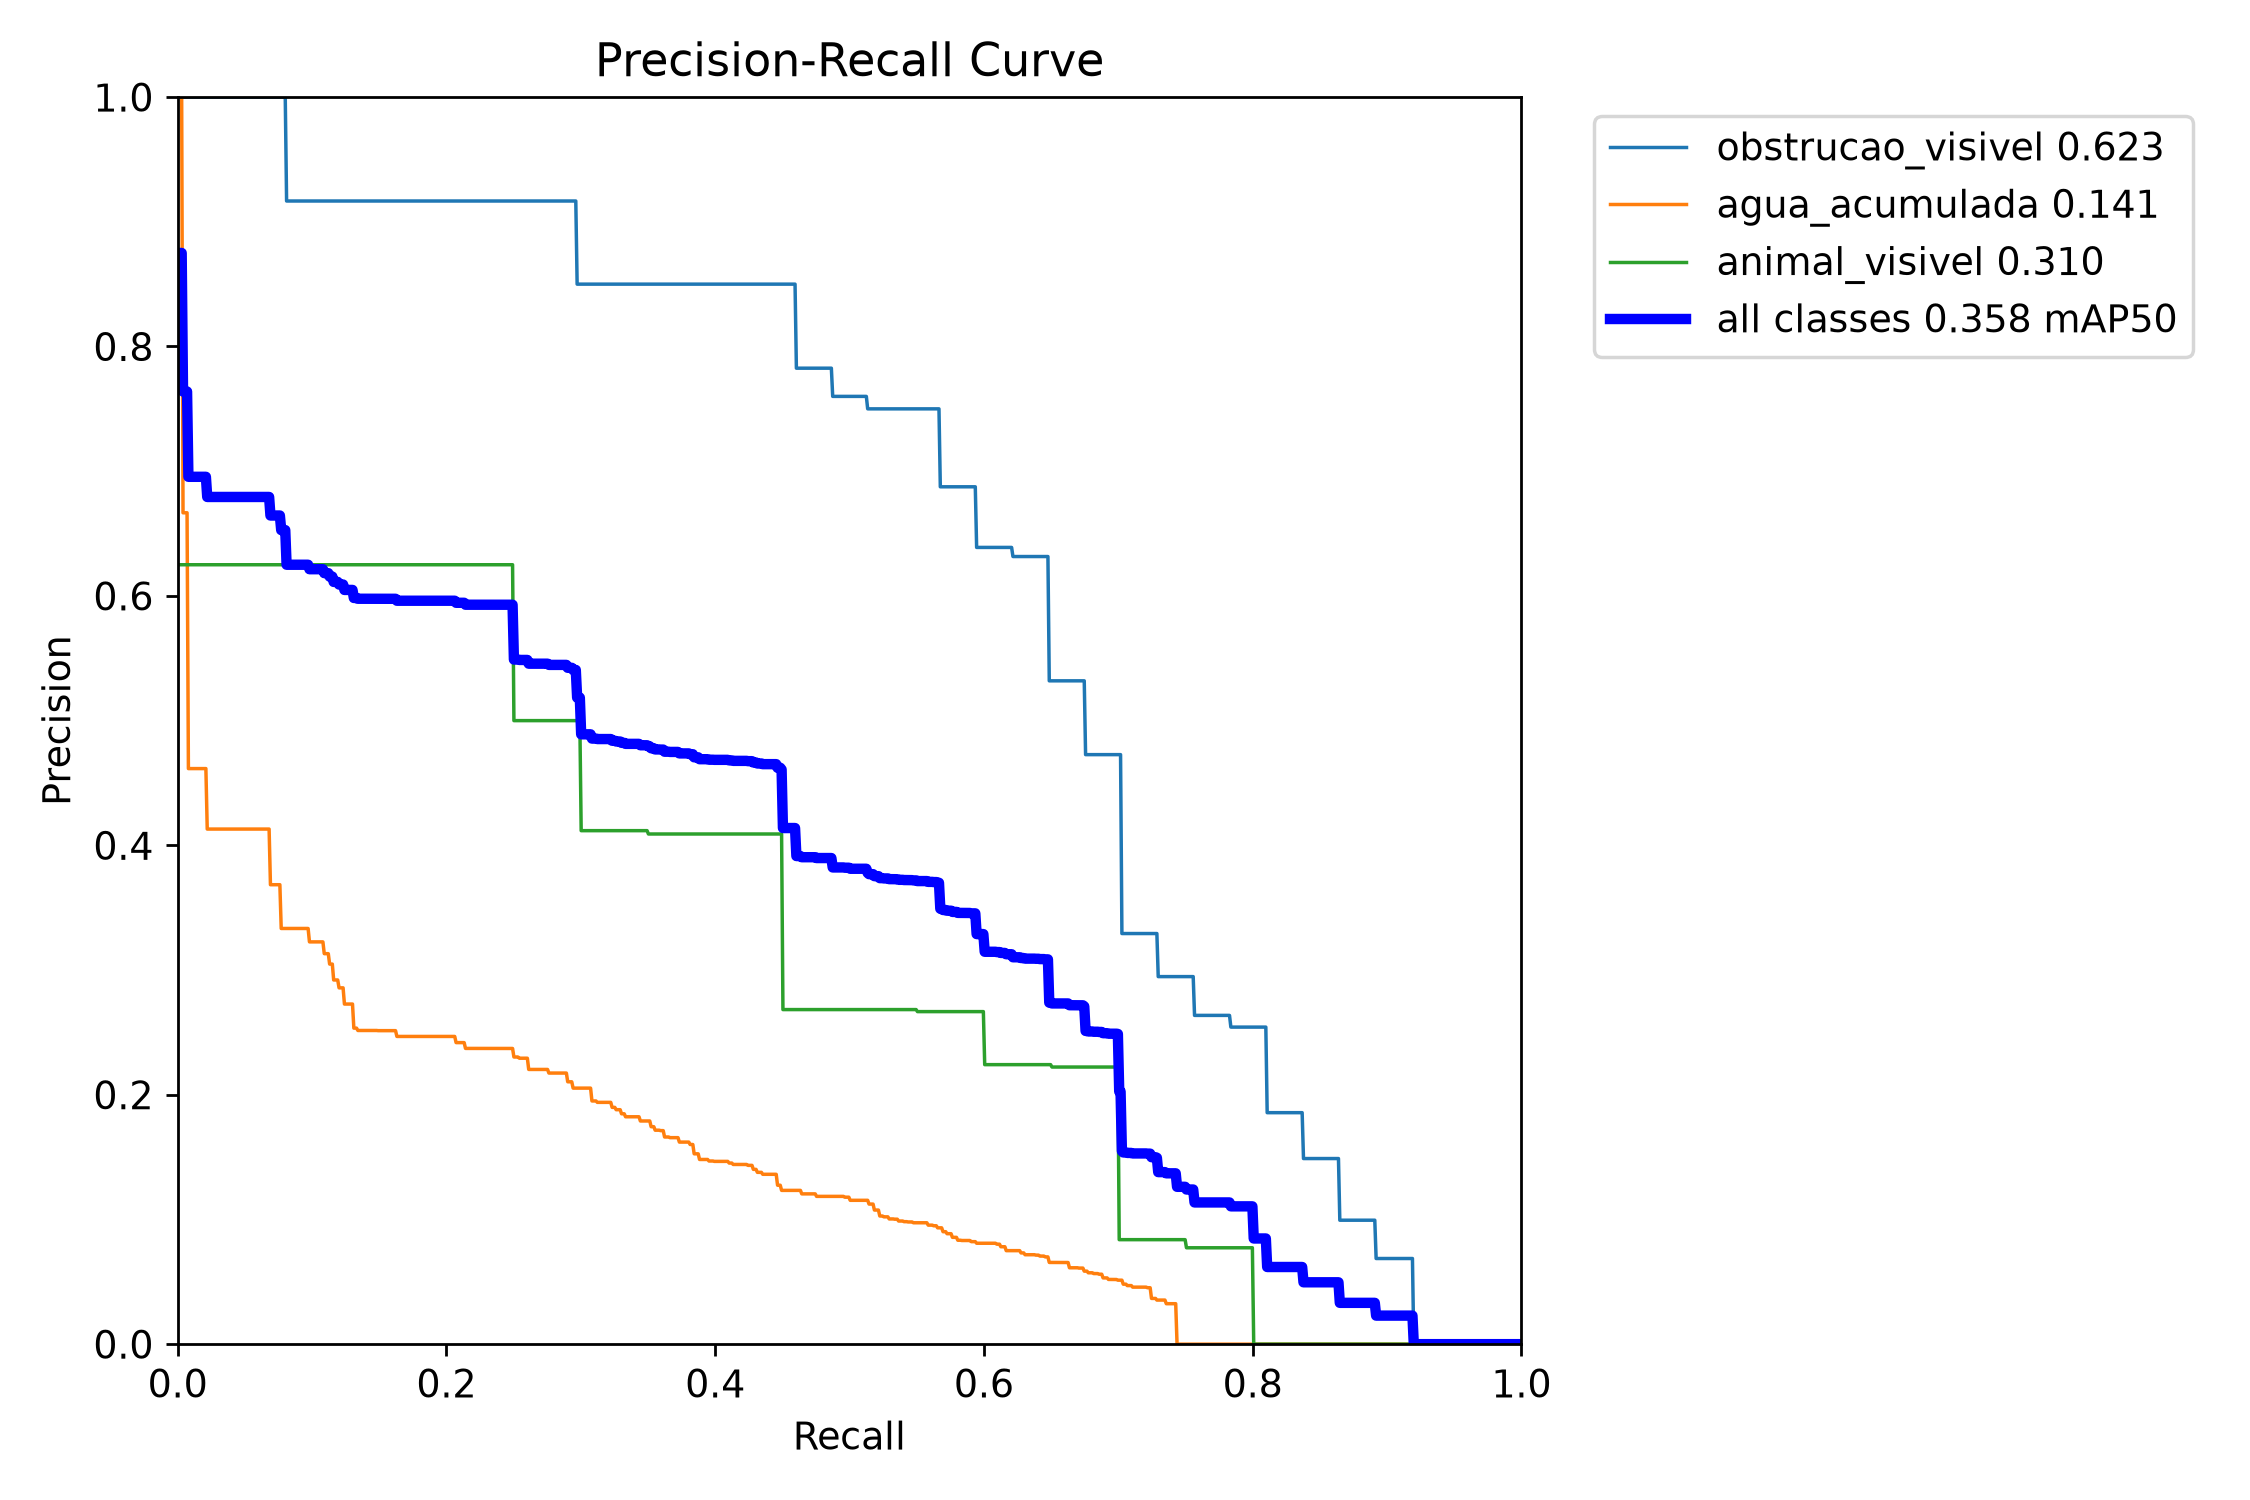 Precision-Recall Curve
1.0
0.8
0.6
0.4
0.2
0.0
Precision
0.0 0.2 0.4 0.6 0.8 1.0
Recall
obstrucao_visivel 0.623
agua_acumulada 0.141
animal_visivel 0.310
all classes 0.358 mAP50